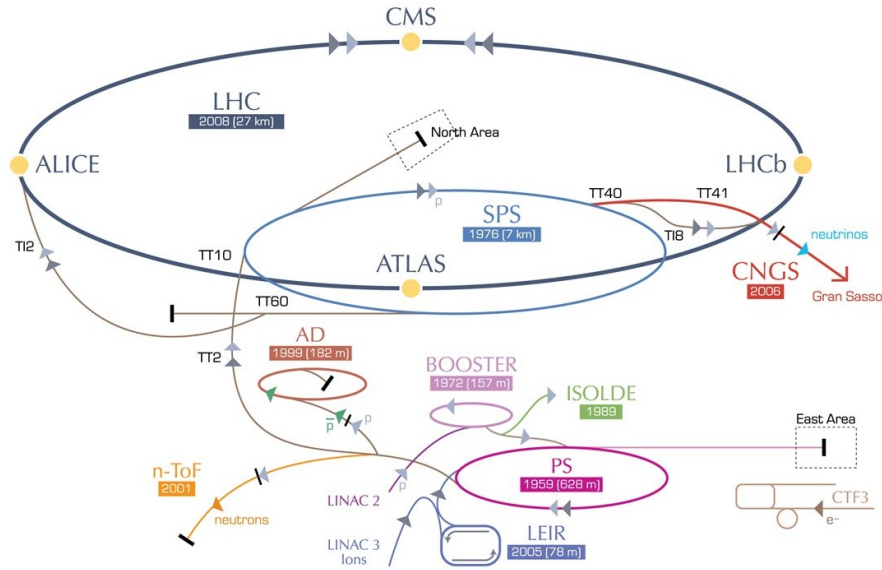 CMS
LHC
2008 (27 km)
North Area
ALICE
LHCb
TT40
TT41
p
SPS
1976 (7 km)
TI8
neutrinos
TI2
TT10
ATLAS
CNGS
2006
Gran Sasso
TT60
AD
1999 (182 m)
TT2
BOOSTER
1972 (157 m)
ISOLDE
1989
p̅
p
East Area
n-ToF
2001
LINAC 2
p
PS
1959 (628 m)
neutrons
CTF3
e-
LINAC 3
Ions
LEIR
2005 (78 m)